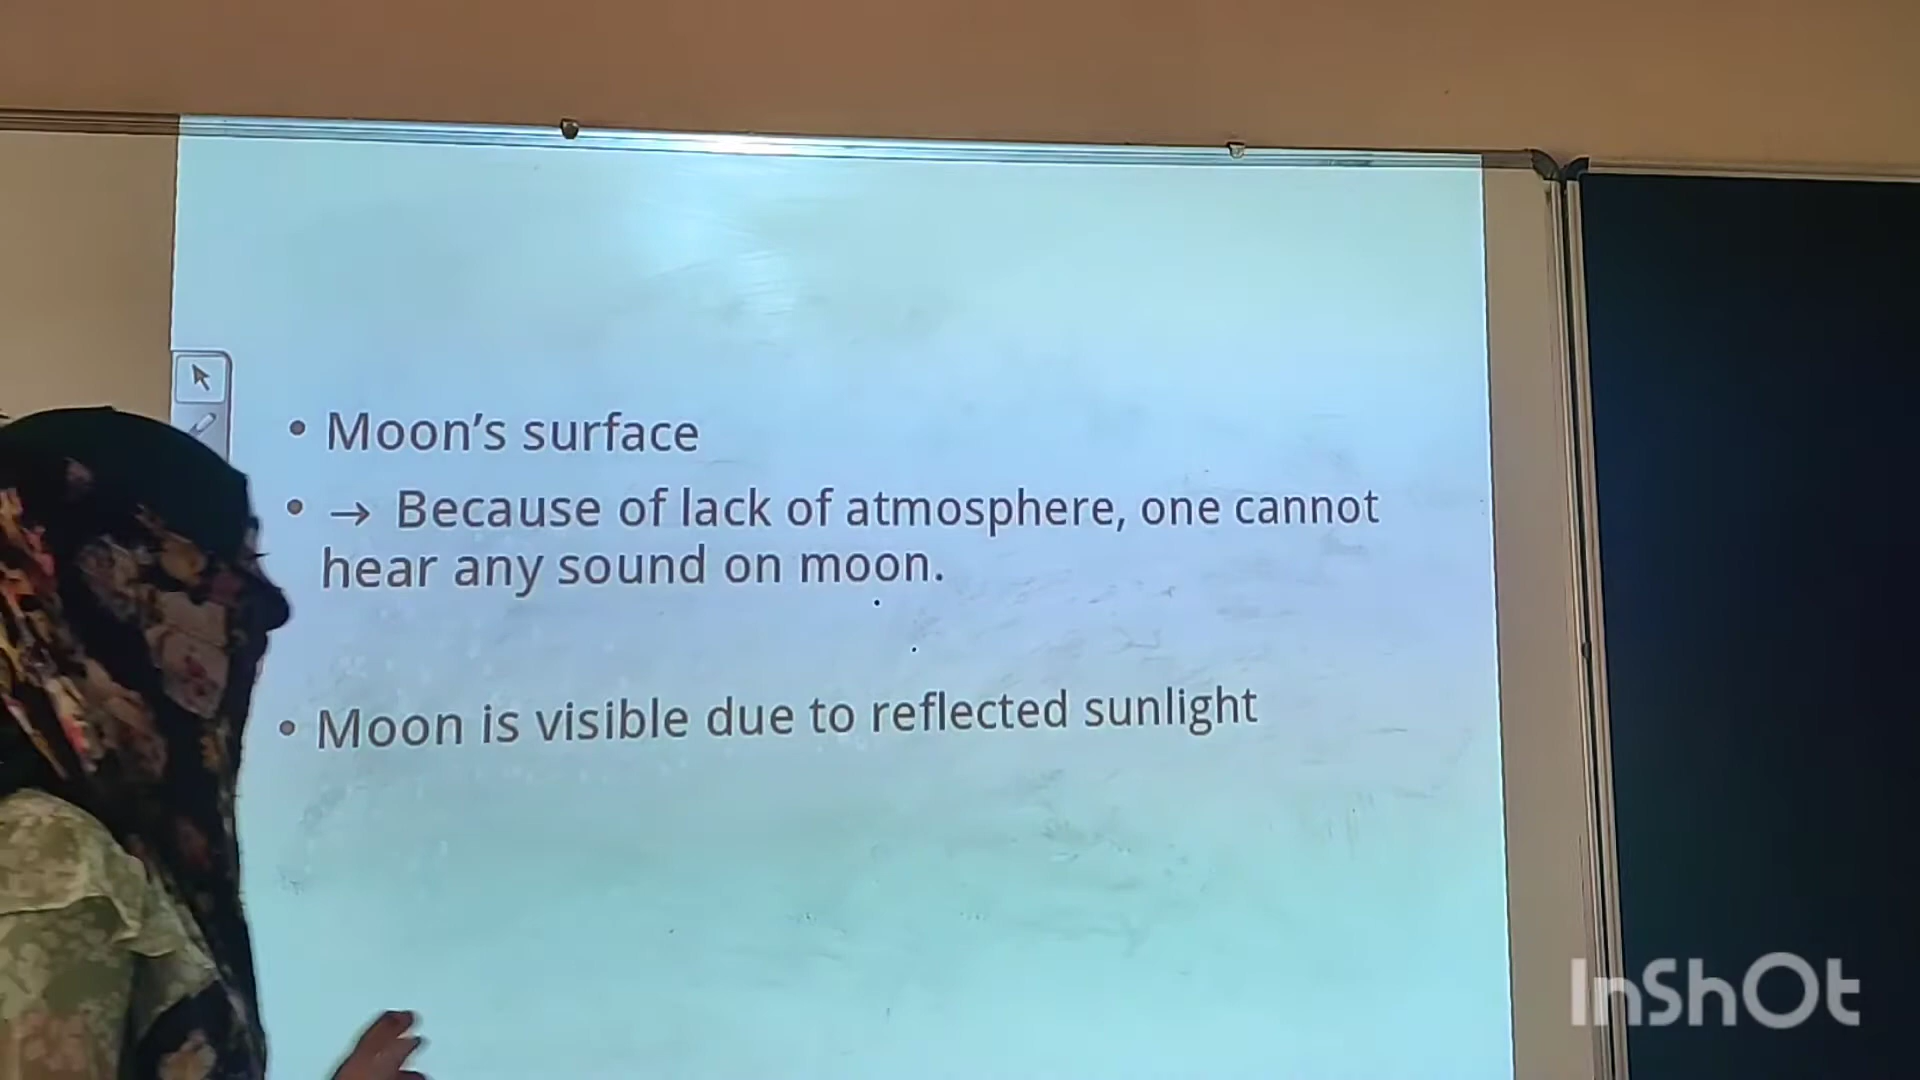 • Moon's surface
• → Because of lack of atmosphere, one cannot
hear any sound on moon.
• Moon is visible due to reflected sunlight
InShOt